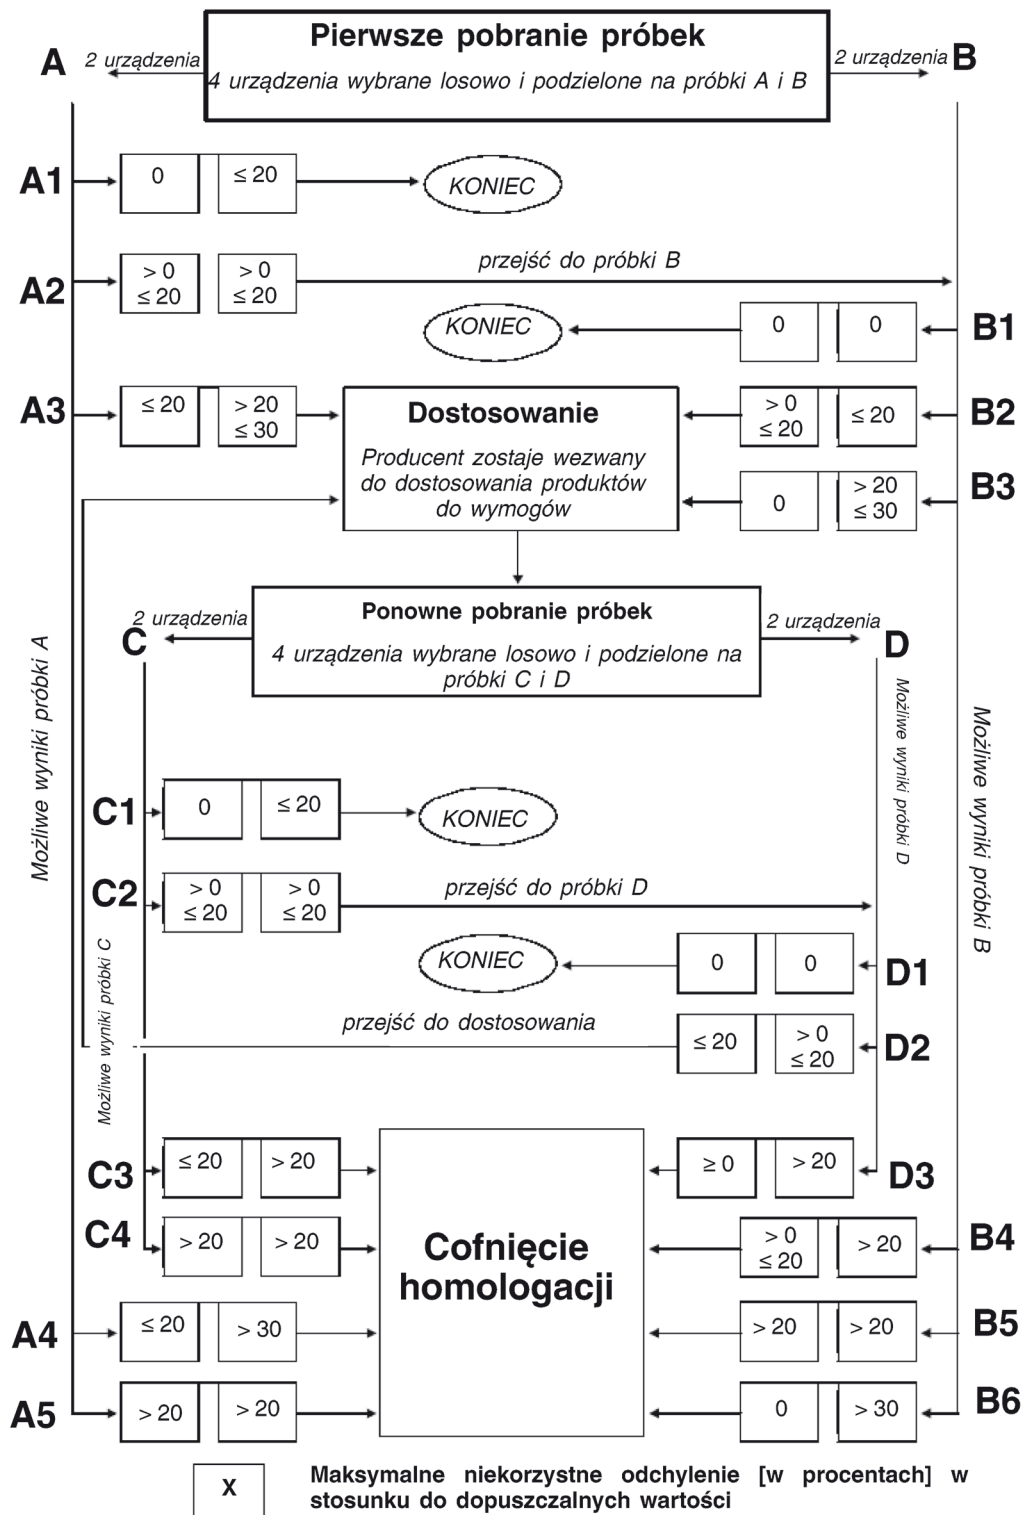 Pierwsze pobranie próbek
4 urządzenia wybrane losowo i podzielone na próbki A i B
A
2 urządzenia
2 urządzenia
B
A1
0
≤ 20
KONIEC
A2
> 0
≤ 20
> 0
≤ 20
przejść do próbki B
KONIEC
0
0
B1
A3
≤ 20
> 20
≤ 30
Dostosowanie
Producent zostaje wezwany
do dostosowania produktów
do wymogów
> 0
≤ 20
≤ 20
B2
0
> 20
≤ 30
B3
2 urządzenia
C
Ponowne pobranie próbek
4 urządzenia wybrane losowo i podzielone na
próbki C i D
2 urządzenia
D
Możliwe wyniki próbki A
Możliwe wyniki próbki D
Możliwe wyniki próbki B
C1
0
≤ 20
KONIEC
C2
> 0
≤ 20
> 0
≤ 20
przejść do próbki D
Możliwe wyniki próbki C
KONIEC
0
0
D1
przejść do dostosowania
≤ 20
> 0
≤ 20
D2
C3
≤ 20
> 20
Cofnięcie
homologacji
≥ 0
> 20
D3
C4
> 20
> 20
> 0
≤ 20
> 20
B4
A4
≤ 20
> 30
> 20
> 20
B5
A5
> 20
> 20
0
> 30
B6
X
Maksymalne niekorzystne odchylenie [w procentach] w
stosunku do dopuszczalnych wartości